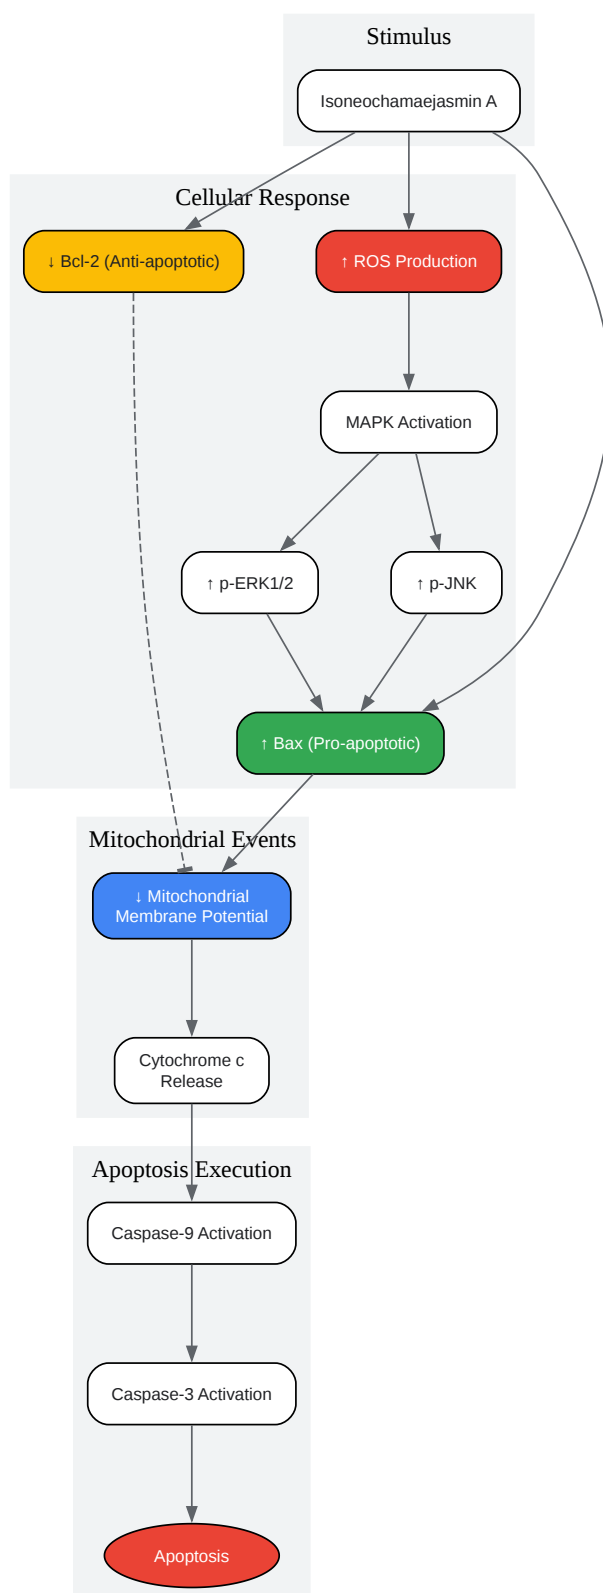 Stimulus
Isoneochamaejasmin A
Cellular Response
↓ Bcl-2 (Anti-apoptotic)
↑ ROS Production
MAPK Activation
↑ p-ERK1/2
↑ p-JNK
↑ Bax (Pro-apoptotic)
Mitochondrial Events
↓ Mitochondrial
Membrane Potential
Cytochrome c
Release
Apoptosis Execution
Caspase-9 Activation
Caspase-3 Activation
Apoptosis